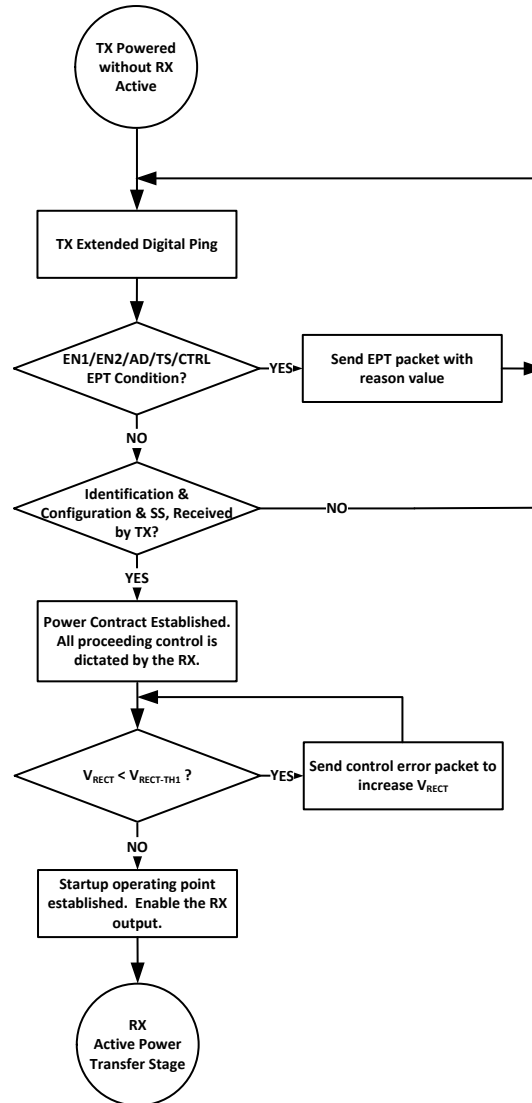 TX Powered
without RX
Active
TX Extended Digital Ping
EN1/EN2/AD/TS/CTRL
EPT Condition?
YES
Send EPT packet with
reason value
NO
Identification &
Configuration & SS, Received
by TX?
NO
YES
Power Contract Established.
All proceeding control is
dictated by the RX.
VRECT < VRECT-TH1 ?
YES
Send control error packet to
increase VRECT
NO
Startup operating point
established. Enable the RX
output.
RX
Active Power
Transfer Stage